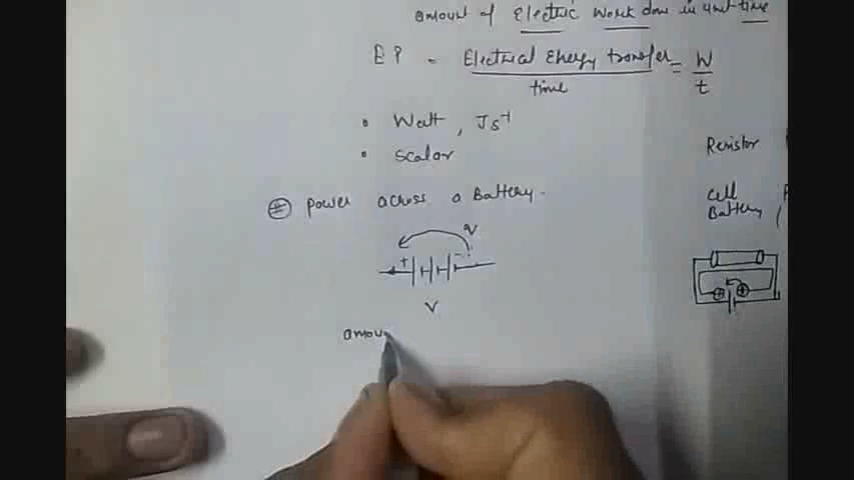 amount of Electric work done in unit time
EP = Electrical Energy transfer = W
time t
• Watt , JS⁻¹
• Scalar
Resistor
# Power across a Battery.
Cell
Battery,
q
+ -
V
amou